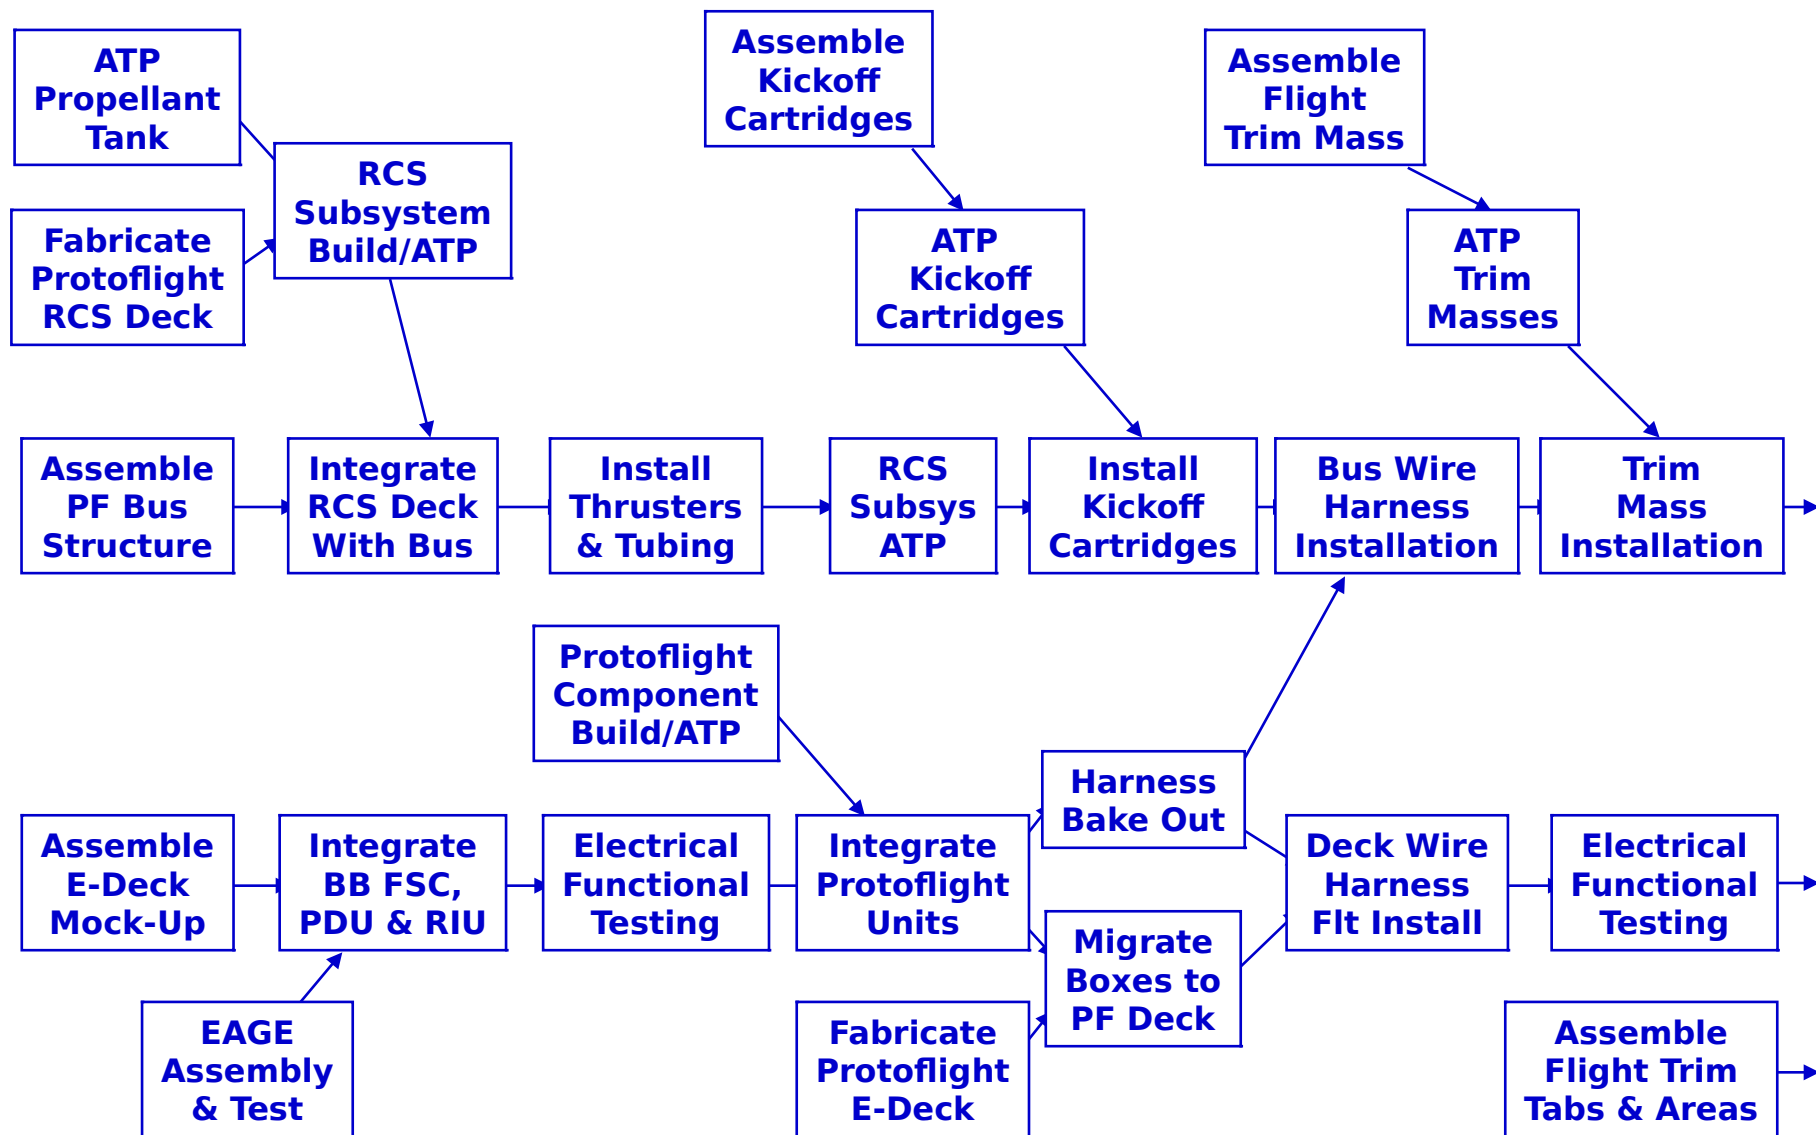 ATP
Propellant
Tank
Assemble
Kickoff
Cartridges
Assemble
Flight
Trim Mass
RCS
Subsystem
Build/ATP
Fabricate
Protoflight
RCS Deck
ATP
Kickoff
Cartridges
ATP
Trim
Masses
Assemble
PF Bus
Structure
Integrate
RCS Deck
With Bus
Install
Thrusters
& Tubing
RCS
Subsys
ATP
Install
Kickoff
Cartridges
Bus Wire
Harness
Installation
Trim
Mass
Installation
Protoflight
Component
Build/ATP
Harness
Bake Out
Assemble
E-Deck
Mock-Up
Integrate
BB FSC,
PDU & RIU
Electrical
Functional
Testing
Integrate
Protoflight
Units
Deck Wire
Harness
Flt Install
Electrical
Functional
Testing
Migrate
Boxes to
PF Deck
EAGE
Assembly
& Test
Fabricate
Protoflight
E-Deck
Assemble
Flight Trim
Tabs & Areas